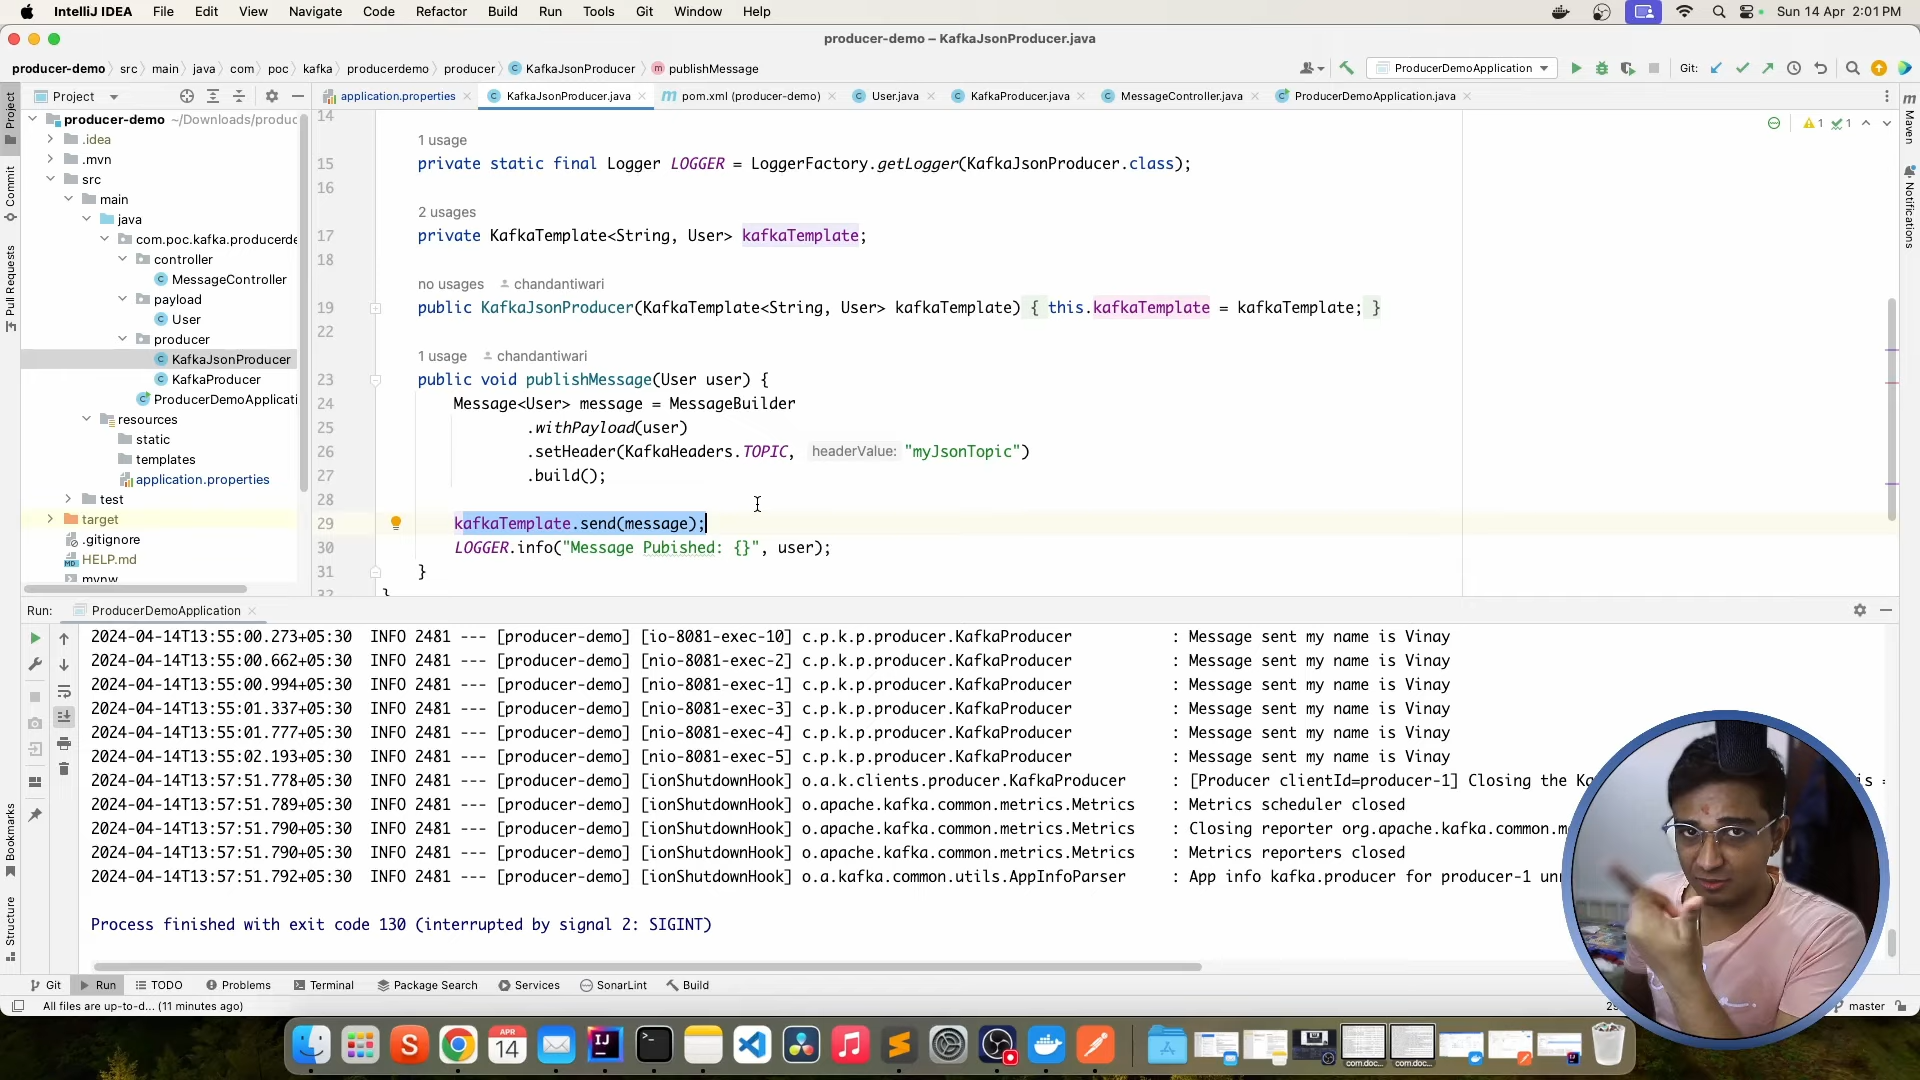 IntelliJ IDEA File Edit View Navigate Code Refactor Build Run Tools Git Window Help Sun 14 Apr 2:01 PM
producer-demo – KafkaJsonProducer.java
producer-demo src main java com poc kafka producerdemo producer KafkaJsonProducer publishMessage ProducerDemoApplication Git:
Project application.properties KafkaJsonProducer.java pom.xml (producer-demo) User.java KafkaProducer.java MessageController.java ProducerDemoApplication.java
producer-demo ~/Downloads/produc
.idea
.mvn
src
main
java
com.poc.kafka.producerde
controller
MessageController
payload
User
producer
KafkaJsonProducer
KafkaProducer
ProducerDemoApplicati
resources
static
templates
application.properties
test
target
.gitignore
HELP.md
mvnw
Project
Commit
Pull Requests
Bookmarks
Structure
Maven
Notifications
1 1
14
1 usage
15 private static final Logger LOGGER = LoggerFactory.getLogger(KafkaJsonProducer.class);
16
2 usages
17 private KafkaTemplate<String, User> kafkaTemplate;
18
no usages chandantiwari
19 public KafkaJsonProducer(KafkaTemplate<String, User> kafkaTemplate) { this.kafkaTemplate = kafkaTemplate; }
22
1 usage chandantiwari
23 public void publishMessage(User user) {
24 Message<User> message = MessageBuilder
25 .withPayload(user)
26 .setHeader(KafkaHeaders.TOPIC, headerValue: "myJsonTopic")
27 .build();
28
29 kafkaTemplate.send(message);
30 LOGGER.info("Message Pubished: {}", user);
31 }
32 }
Run: ProducerDemoApplication
2024-04-14T13:55:00.273+05:30 INFO 2481 --- [producer-demo] [io-8081-exec-10] c.p.k.p.producer.KafkaProducer : Message sent my name is Vinay
2024-04-14T13:55:00.662+05:30 INFO 2481 --- [producer-demo] [nio-8081-exec-2] c.p.k.p.producer.KafkaProducer : Message sent my name is Vinay
2024-04-14T13:55:00.994+05:30 INFO 2481 --- [producer-demo] [nio-8081-exec-1] c.p.k.p.producer.KafkaProducer : Message sent my name is Vinay
2024-04-14T13:55:01.337+05:30 INFO 2481 --- [producer-demo] [nio-8081-exec-3] c.p.k.p.producer.KafkaProducer : Message sent my name is Vinay
2024-04-14T13:55:01.777+05:30 INFO 2481 --- [producer-demo] [nio-8081-exec-4] c.p.k.p.producer.KafkaProducer : Message sent my name is Vinay
2024-04-14T13:55:02.193+05:30 INFO 2481 --- [producer-demo] [nio-8081-exec-5] c.p.k.p.producer.KafkaProducer : Message sent my name is Vinay
2024-04-14T13:57:51.778+05:30 INFO 2481 --- [producer-demo] [ionShutdownHook] o.a.k.clients.producer.KafkaProducer : [Producer clientId=producer-1] Closing the Ka is =
2024-04-14T13:57:51.789+05:30 INFO 2481 --- [producer-demo] [ionShutdownHook] o.apache.kafka.common.metrics.Metrics : Metrics scheduler closed
2024-04-14T13:57:51.790+05:30 INFO 2481 --- [producer-demo] [ionShutdownHook] o.apache.kafka.common.metrics.Metrics : Closing reporter org.apache.kafka.common.m
2024-04-14T13:57:51.790+05:30 INFO 2481 --- [producer-demo] [ionShutdownHook] o.apache.kafka.common.metrics.Metrics : Metrics reporters closed
2024-04-14T13:57:51.792+05:30 INFO 2481 --- [producer-demo] [ionShutdownHook] o.a.kafka.common.utils.AppInfoParser : App info kafka.producer for producer-1 unr
Process finished with exit code 130 (interrupted by signal 2: SIGINT)
Git Run TODO Problems Terminal Package Search Services SonarLint Build
All files are up-to-d... (11 minutes ago) master
APR
14